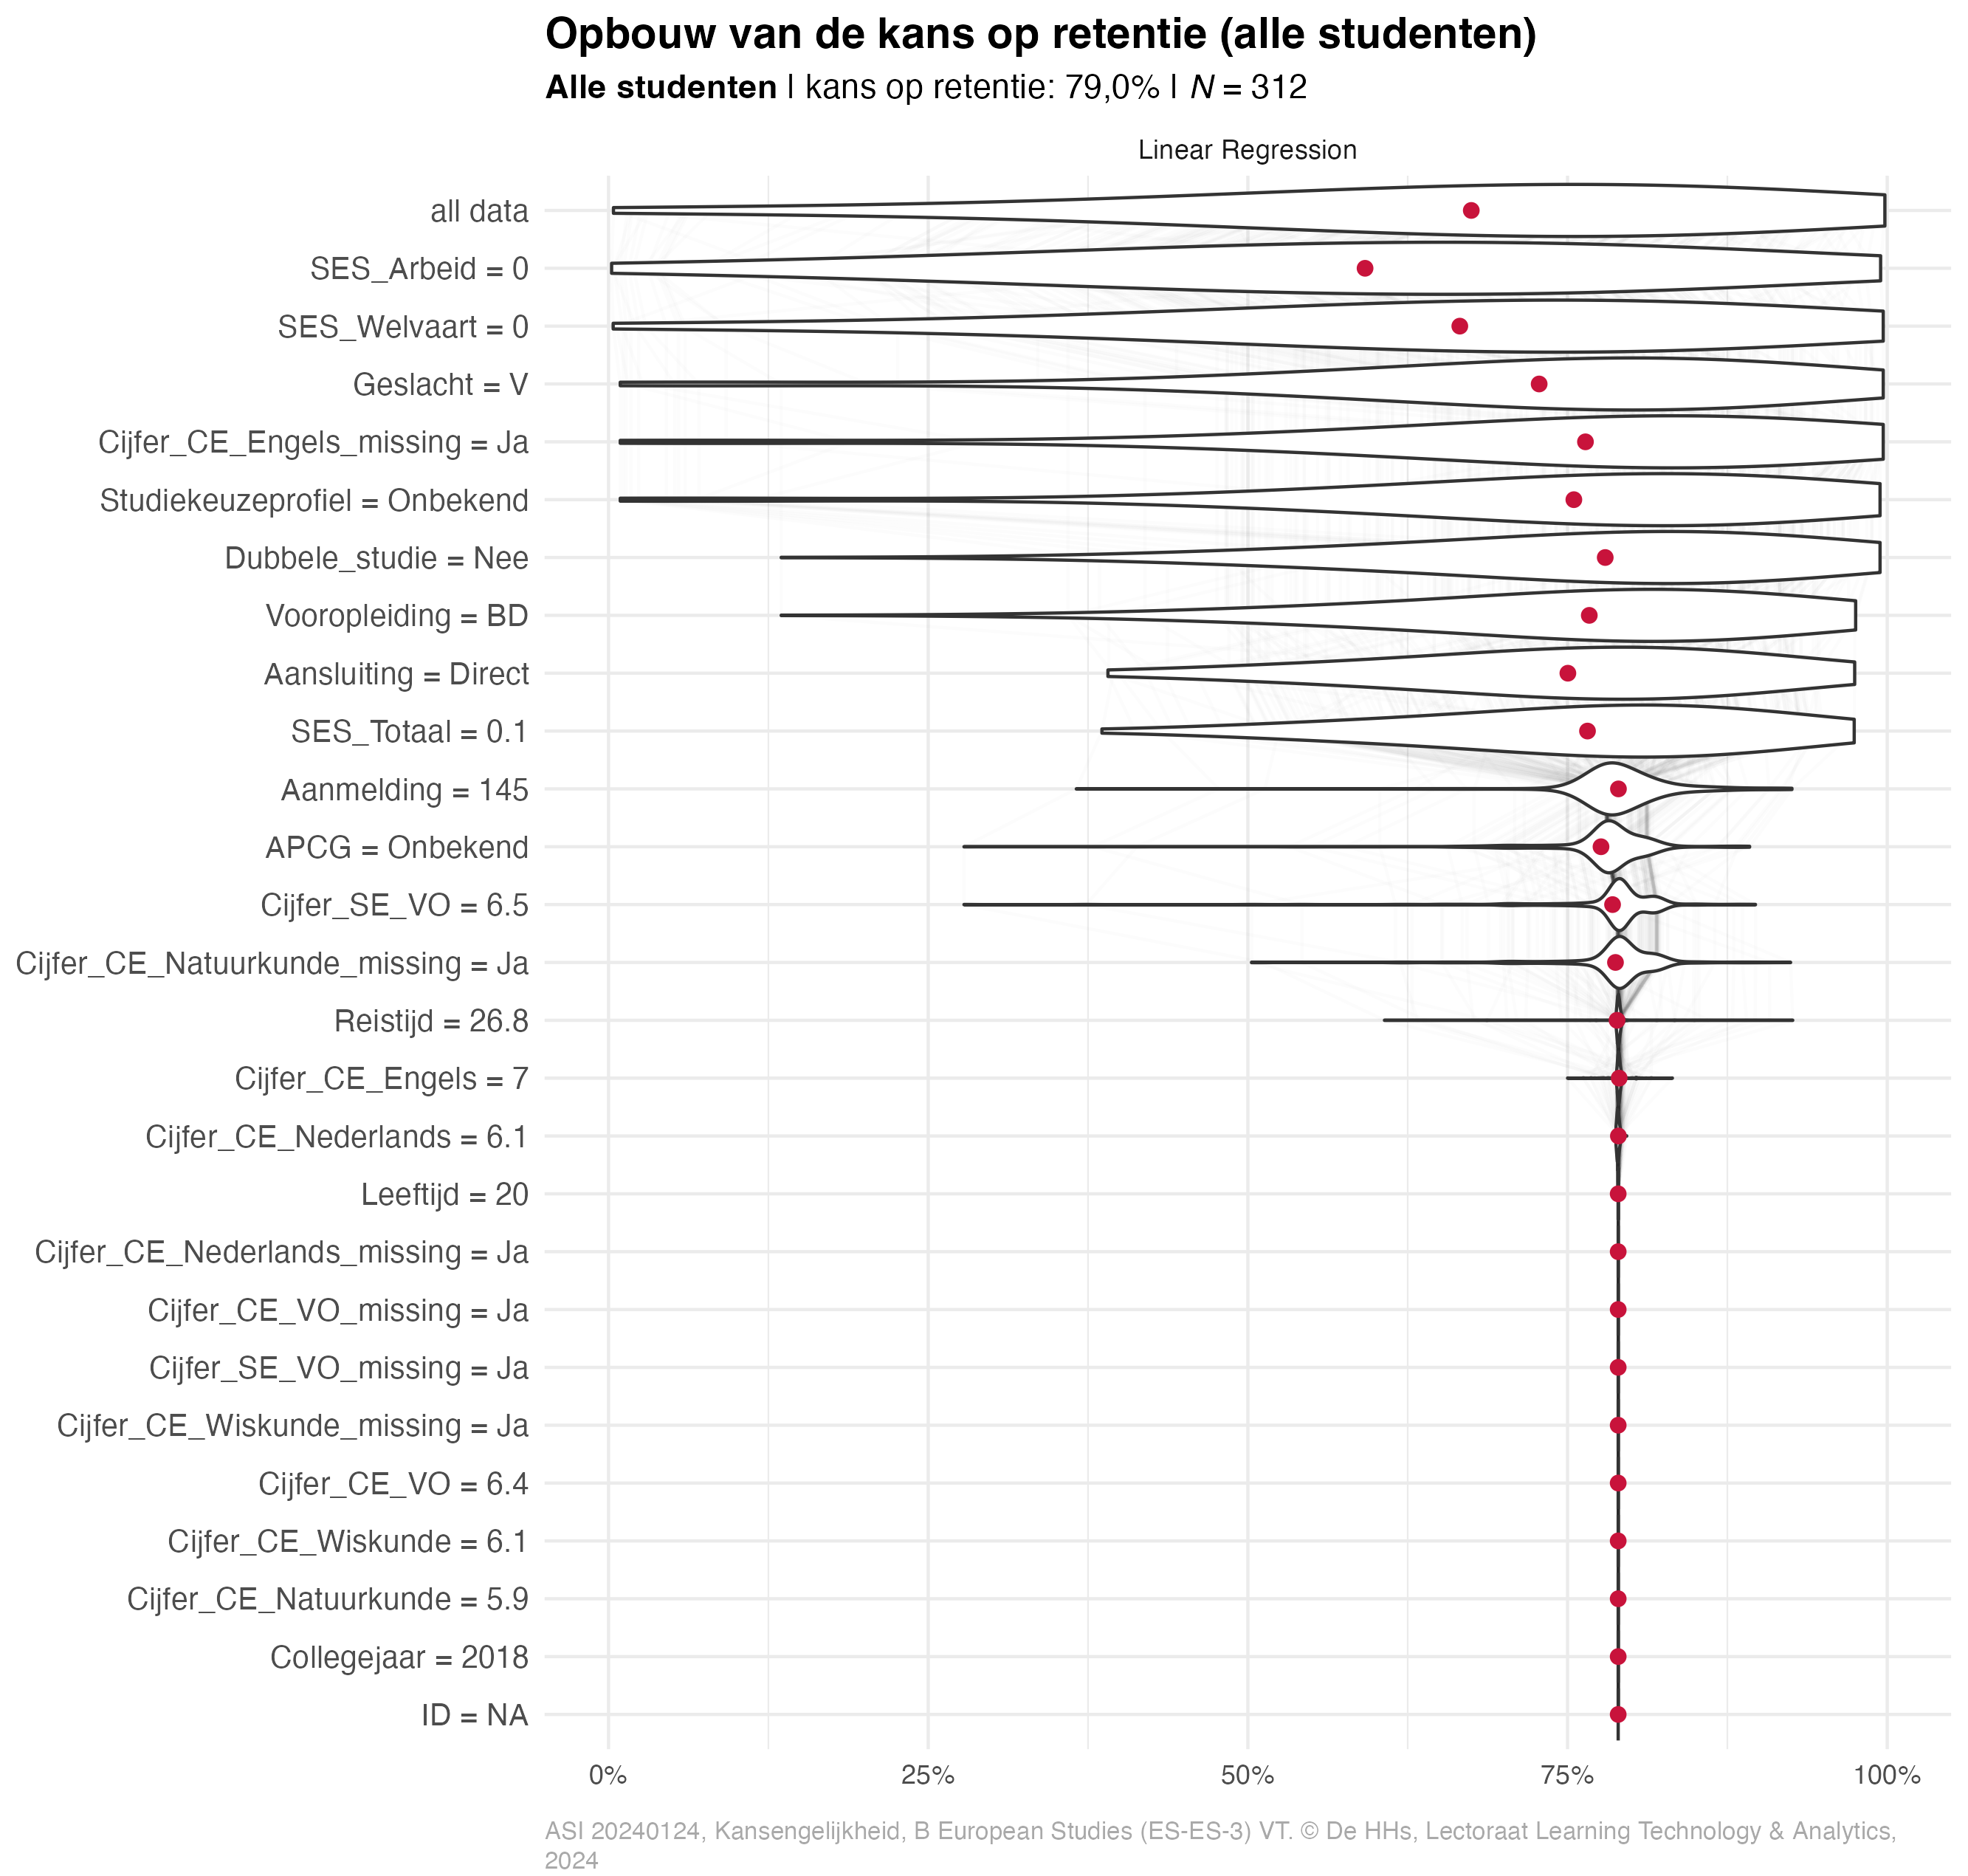 Opbouw van de kans op retentie (alle studenten)
Alle studenten | kans op retentie: 79,0% | N = 312
Linear Regression
all data
SES_Arbeid = 0
SES_Welvaart = 0
Geslacht = V
Cijfer_CE_Engels_missing = Ja
Studiekeuzeprofiel = Onbekend
Dubbele_studie = Nee
Vooropleiding = BD
Aansluiting = Direct
SES_Totaal = 0.1
Aanmelding = 145
APCG = Onbekend
Cijfer_SE_VO = 6.5
Cijfer_CE_Natuurkunde_missing = Ja
Reistijd = 26.8
Cijfer_CE_Engels = 7
Cijfer_CE_Nederlands = 6.1
Leeftijd = 20
Cijfer_CE_Nederlands_missing = Ja
Cijfer_CE_VO_missing = Ja
Cijfer_SE_VO_missing = Ja
Cijfer_CE_Wiskunde_missing = Ja
Cijfer_CE_VO = 6.4
Cijfer_CE_Wiskunde = 6.1
Cijfer_CE_Natuurkunde = 5.9
Collegejaar = 2018
ID = NA
0% 25% 50% 75% 100%
ASI 20240124, Kansengelijkheid, B European Studies (ES-ES-3) VT. © De HHs, Lectoraat Learning Technology & Analytics,
2024